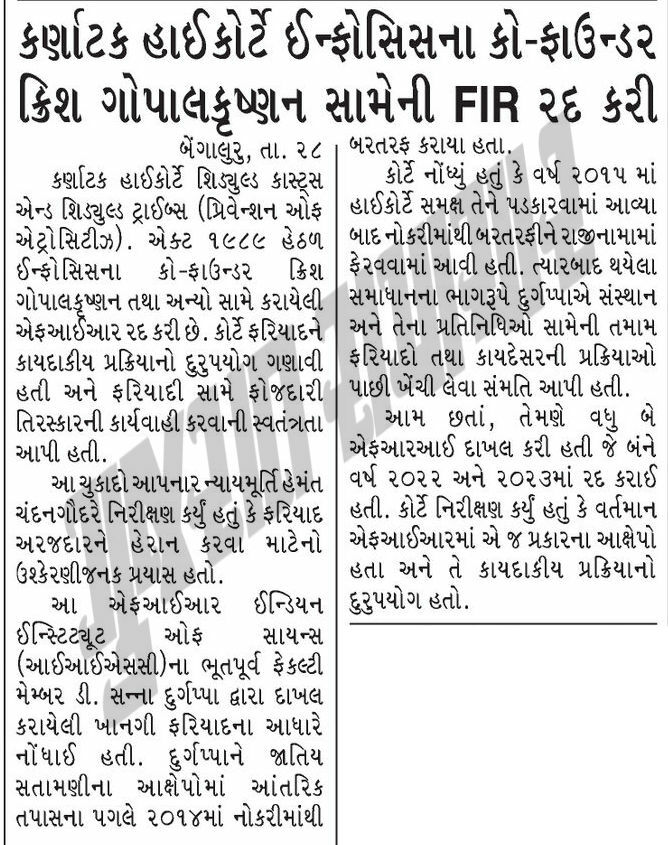 કર્ણાટક હાઈકોર્ટે ઈન્ફોસિસના કો-ફાઉન્ડર
ક્રિશ ગોપાલકૃષ્ણન સામેની FIR રદ કરી
બેંગાલુરુ, તા. ૨૮
કર્ણાટક હાઈકોર્ટે શિડ્યુલ્ડ કાસ્ટ્સ
એન્ડ શિડ્યુલ્ડ ટ્રાઈબ્સ (પ્રિવેન્શન ઓફ
એટ્રોસિટીઝ). એક્ટ ૧૯૮૯ હેઠળ
ઈન્ફોસિસના કો-ફાઉન્ડર ક્રિશ
ગોપાલકૃષ્ણન તથા અન્યો સામે કરાયેલી
એફઆઈઆર રદ કરી છે. કોર્ટે ફરિયાદને
કાયદાકીય પ્રક્રિયાનો દુરુપયોગ ગણાવી
હતી અને ફરિયાદી સામે ફોજદારી
તિરસ્કારની કાર્યવાહી કરવાની સ્વતંત્રતા
આપી હતી.
આ ચુકાદો આપનાર ન્યાયમૂર્તિ હેમંત
ચંદનગૌદરે નિરીક્ષણ કર્યું હતું કે ફરિયાદ
અરજદારને હેરાન કરવા માટેનો
ઉશ્કેરણીજનક પ્રયાસ હતો.
આ એફઆઈઆર ઈન્ડિયન
ઈન્સ્ટિટ્યૂટ ઓફ સાયન્સ
(આઈઆઈએસસી)ના ભૂતપૂર્વ ફેકલ્ટી
મેમ્બર ડી. સન્ના દુર્ગપ્પા દ્વારા દાખલ
કરાયેલી ખાનગી ફરિયાદના આધારે
નોંધાઈ હતી. દુર્ગપ્પાને જાતિય
સતામણીના આક્ષેપોમાં આંતરિક
તપાસના પગલે ૨૦૧૪માં નોકરીમાંથી
બરતરફ કરાયા હતા.
કોર્ટે નોંધ્યું હતું કે વર્ષ ૨૦૧૫ માં
હાઈકોર્ટ સમક્ષ તેને પડકારવામાં આવ્યા
બાદ નોકરીમાંથી બરતરફીને રાજીનામામાં
ફેરવવામાં આવી હતી. ત્યારબાદ થયેલા
સમાધાનના ભાગરૂપે દુર્ગપ્પાએ સંસ્થાન
અને તેના પ્રતિનિધિઓ સામેની તમામ
ફરિયાદો તથા કાયદેસરની પ્રક્રિયાઓ
પાછી ખેંચી લેવા સંમતિ આપી હતી.
આમ છતાં, તેમણે વધુ બે
એફઆરઆઈ દાખલ કરી હતી જે બંને
વર્ષ ૨૦૨૨ અને ૨૦૨૩માં રદ કરાઈ
હતી. કોર્ટે નિરીક્ષણ કર્યું હતું કે વર્તમાન
એફઆઈઆરમાં એ જ પ્રકારના આક્ષેપો
હતા અને તે કાયદાકીય પ્રક્રિયાનો
દુરુપયોગ હતો.
ગુજરાત સમાચાર